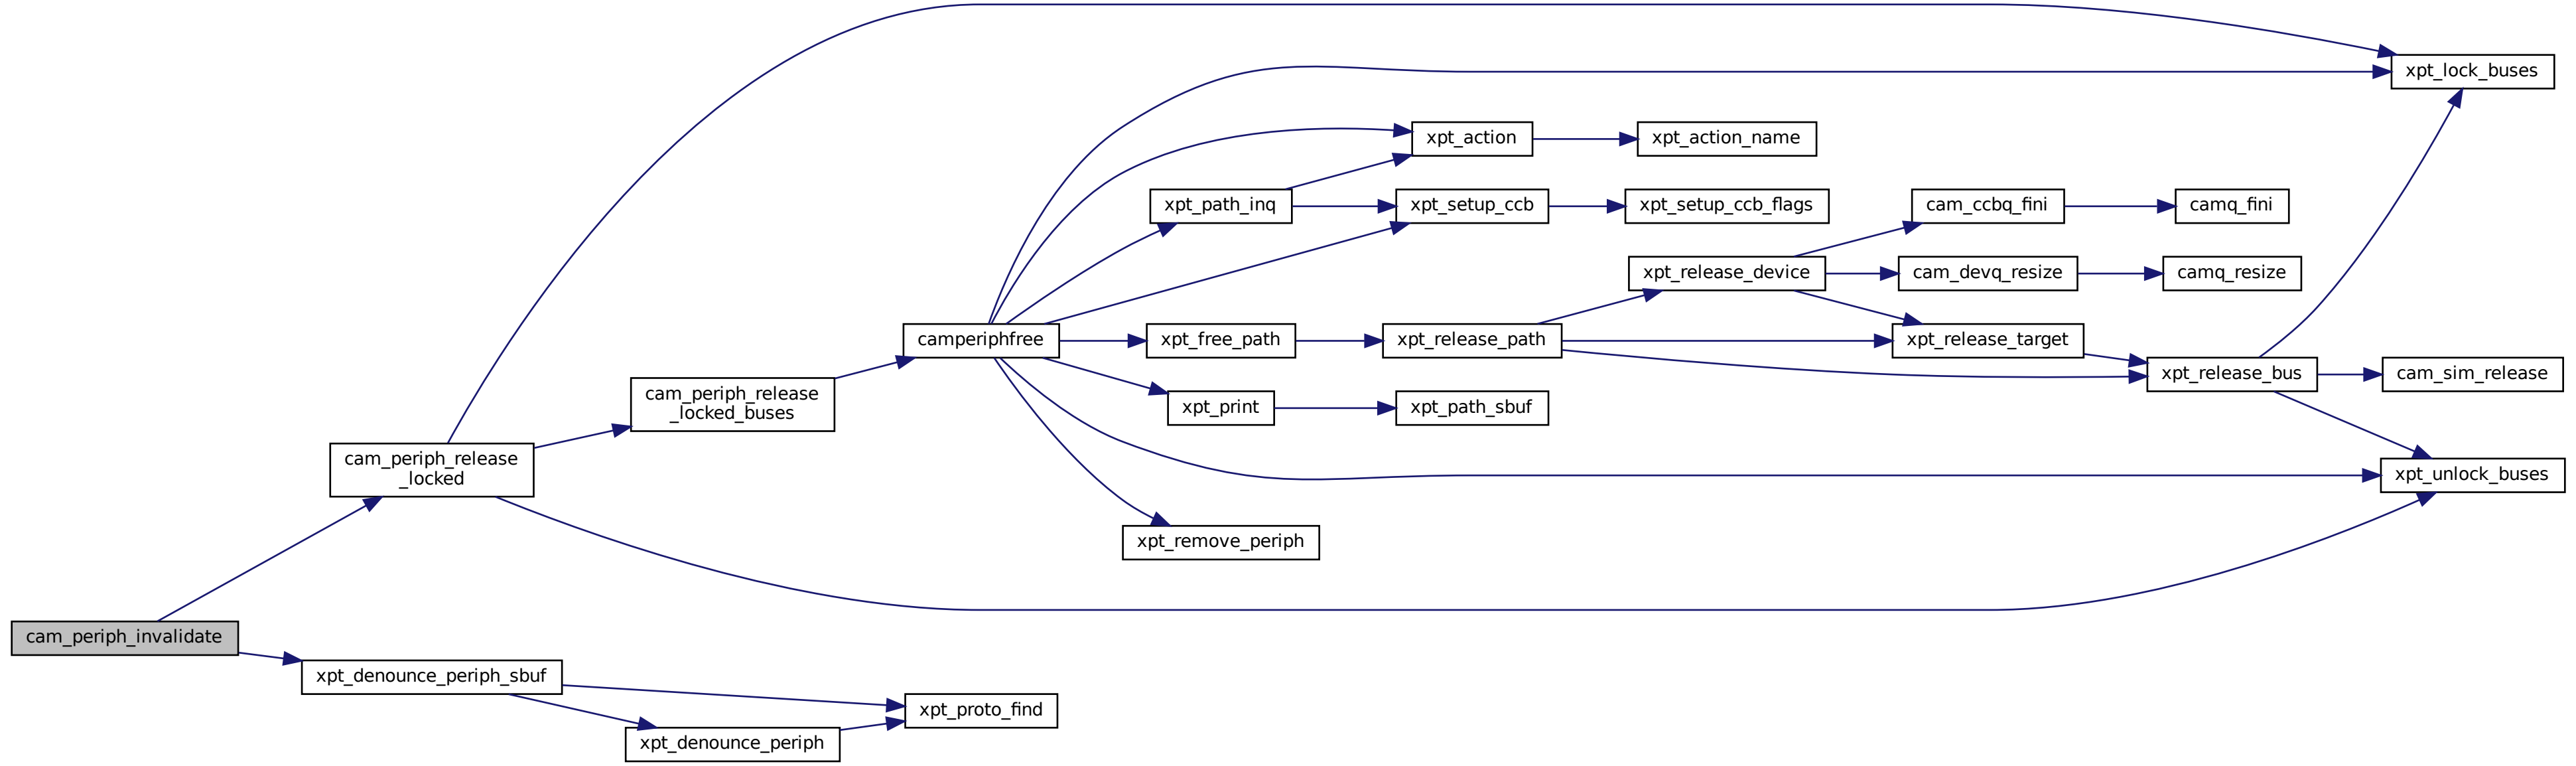 xpt_lock_buses
xpt_action
xpt_action_name
xpt_path_inq
xpt_setup_ccb
xpt_setup_ccb_flags
cam_ccbq_fini
camq_fini
xpt_release_device
cam_devq_resize
camq_resize
camperiphfree
xpt_free_path
xpt_release_path
xpt_release_target
xpt_release_bus
cam_sim_release
cam_periph_release
_locked_buses
xpt_print
xpt_path_sbuf
cam_periph_release
_locked
xpt_unlock_buses
xpt_remove_periph
cam_periph_invalidate
xpt_denounce_periph_sbuf
xpt_proto_find
xpt_denounce_periph